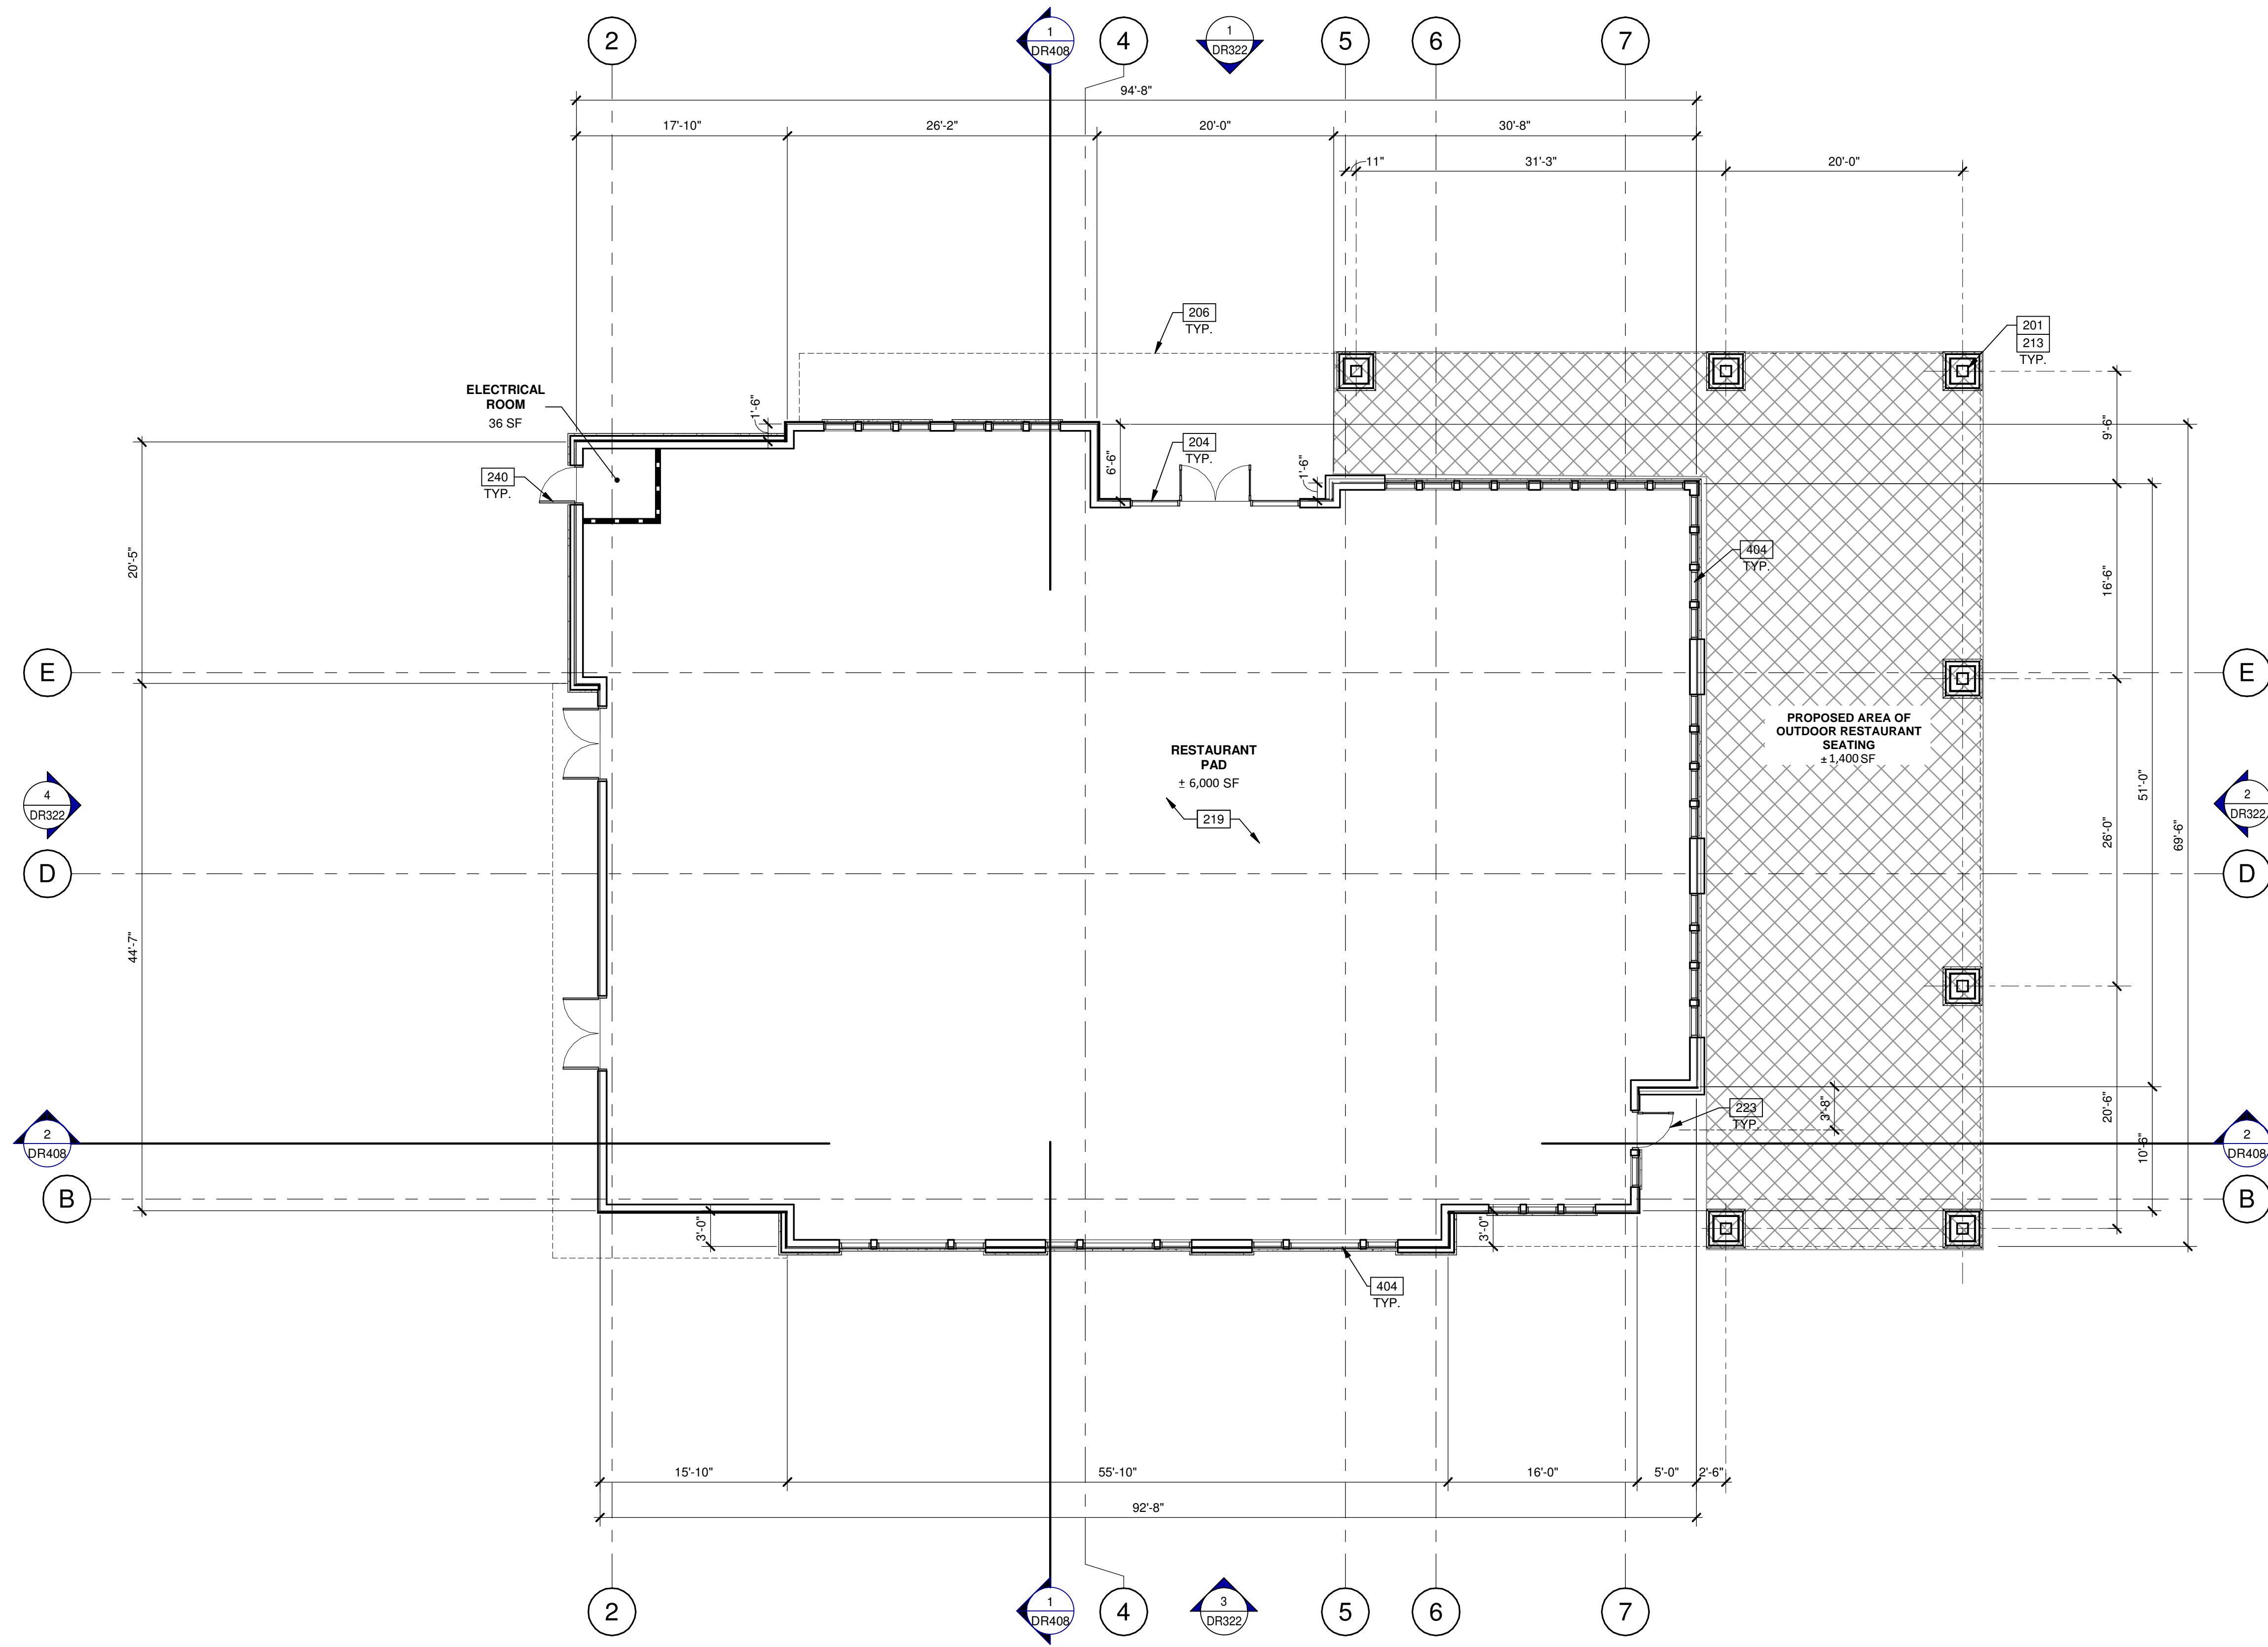 2
1
DR408
4
1
DR322
5
6
7
94'-8"
17'-10"
26'-2"
20'-0"
30'-8"
11"
31'-3"
20'-0"
206
TYP.
201
213
TYP.
ELECTRICAL
ROOM
36 SF
1'-6"
240
TYP.
6'-6"
204
TYP.
1'-6"
9'-6"
404
TYP.
20'-5"
16'-6"
E
E
RESTAURANT
PAD
± 6,000 SF
219
PROPOSED AREA OF
OUTDOOR RESTAURANT
SEATING
± 1,400 SF
4
DR322
2
DR322
51'-0"
26'-0"
69'-6"
D
D
44'-7"
223
TYP.
3'-8"
20'-6"
10'-6"
2
DR408
2
DR408
B
B
3'-0"
3'-0"
404
TYP.
15'-10"
55'-10"
16'-0"
5'-0"
2'-6"
92'-8"
2
1
DR408
4
3
DR322
5
6
7